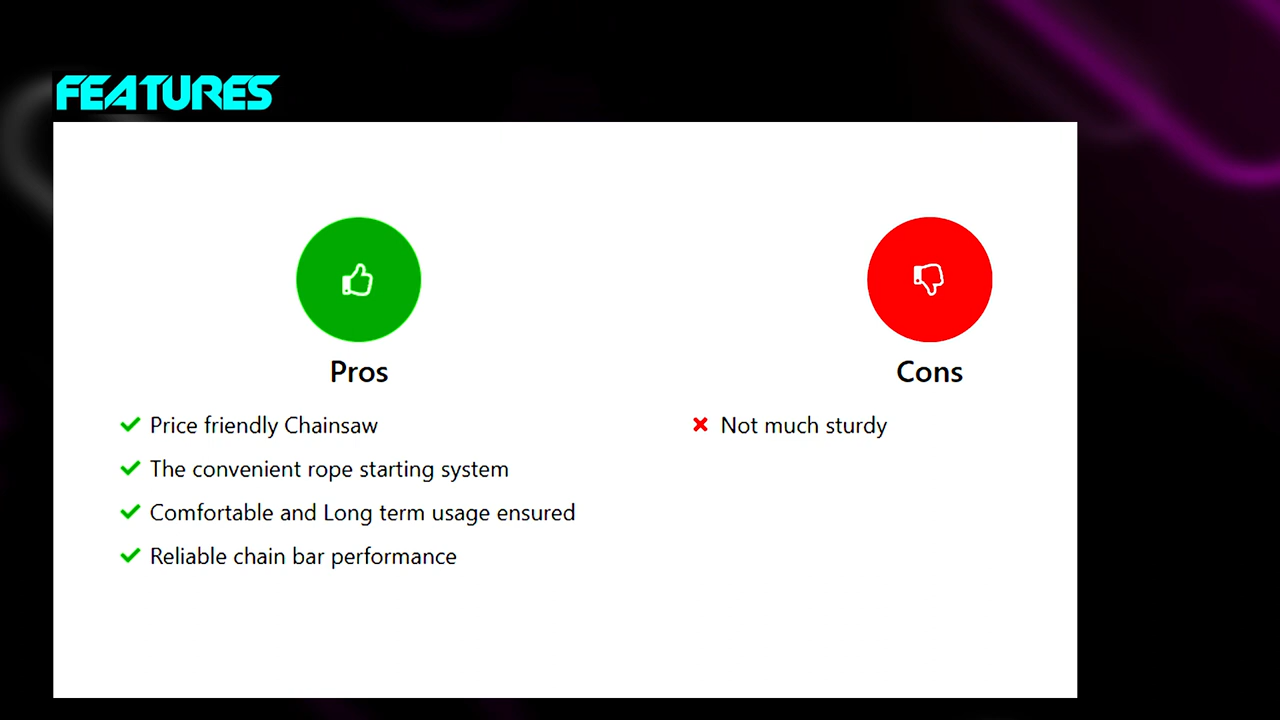 FEATURES
Pros
Price friendly Chainsaw
The convenient rope starting system
Comfortable and Long term usage ensured
Reliable chain bar performance
Cons
Not much sturdy